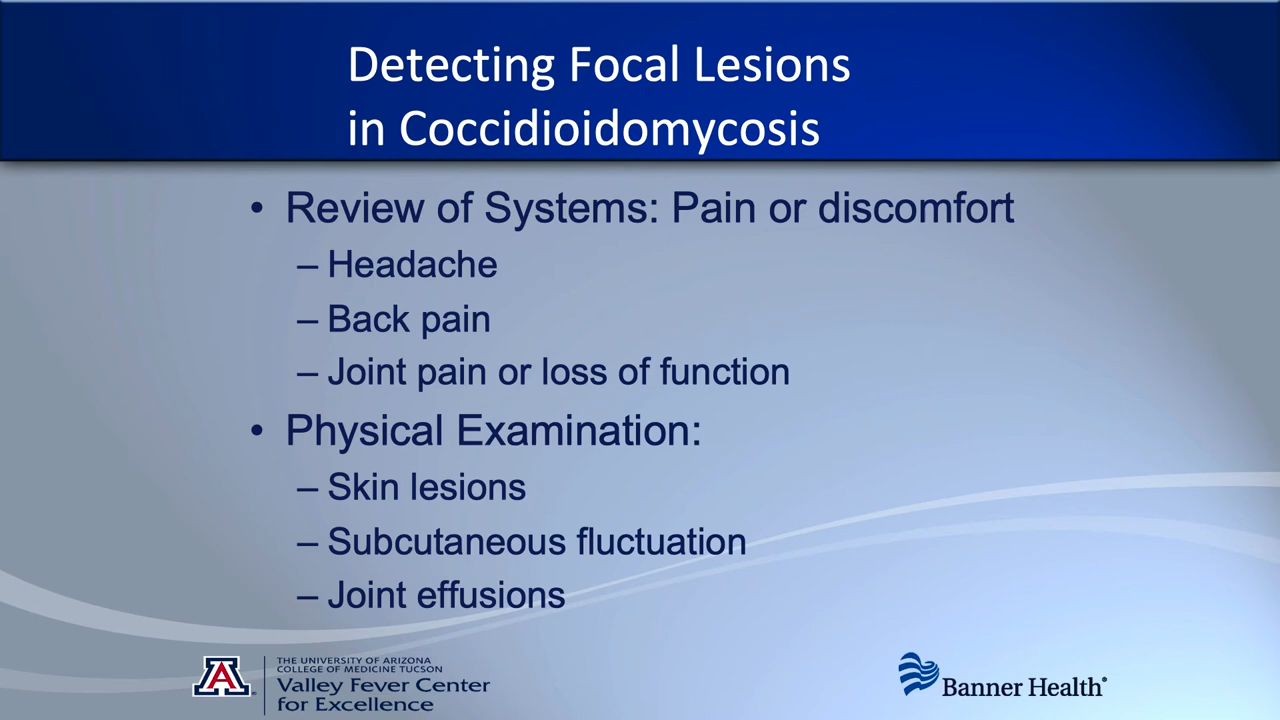 Detecting Focal Lesions
in Coccidioidomycosis
• Review of Systems: Pain or discomfort
– Headache
– Back pain
– Joint pain or loss of function
• Physical Examination:
– Skin lesions
– Subcutaneous fluctuation
– Joint effusions
A
THE UNIVERSITY OF ARIZONA
COLLEGE OF MEDICINE TUCSON
Valley Fever Center
for Excellence
Banner Health®